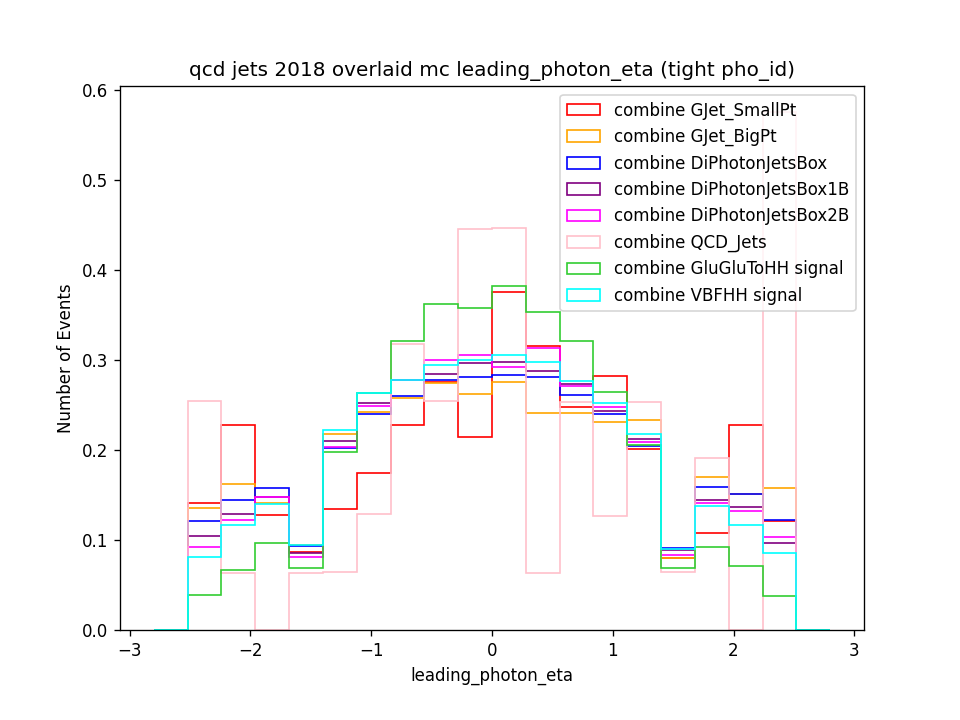 qcd jets 2018 overlaid mc leading_photon_eta (tight pho_id)
0.6
0.5
0.4
0.3
0.2
0.1
0.0
Number of Events
combine GJet_SmallPt
combine GJet_BigPt
combine DiPhotonJetsBox
combine DiPhotonJetsBox1B
combine DiPhotonJetsBox2B
combine QCD_Jets
combine GluGluToHH signal
combine VBFHH signal
−3 −2 −1 0 1 2 3
leading_photon_eta